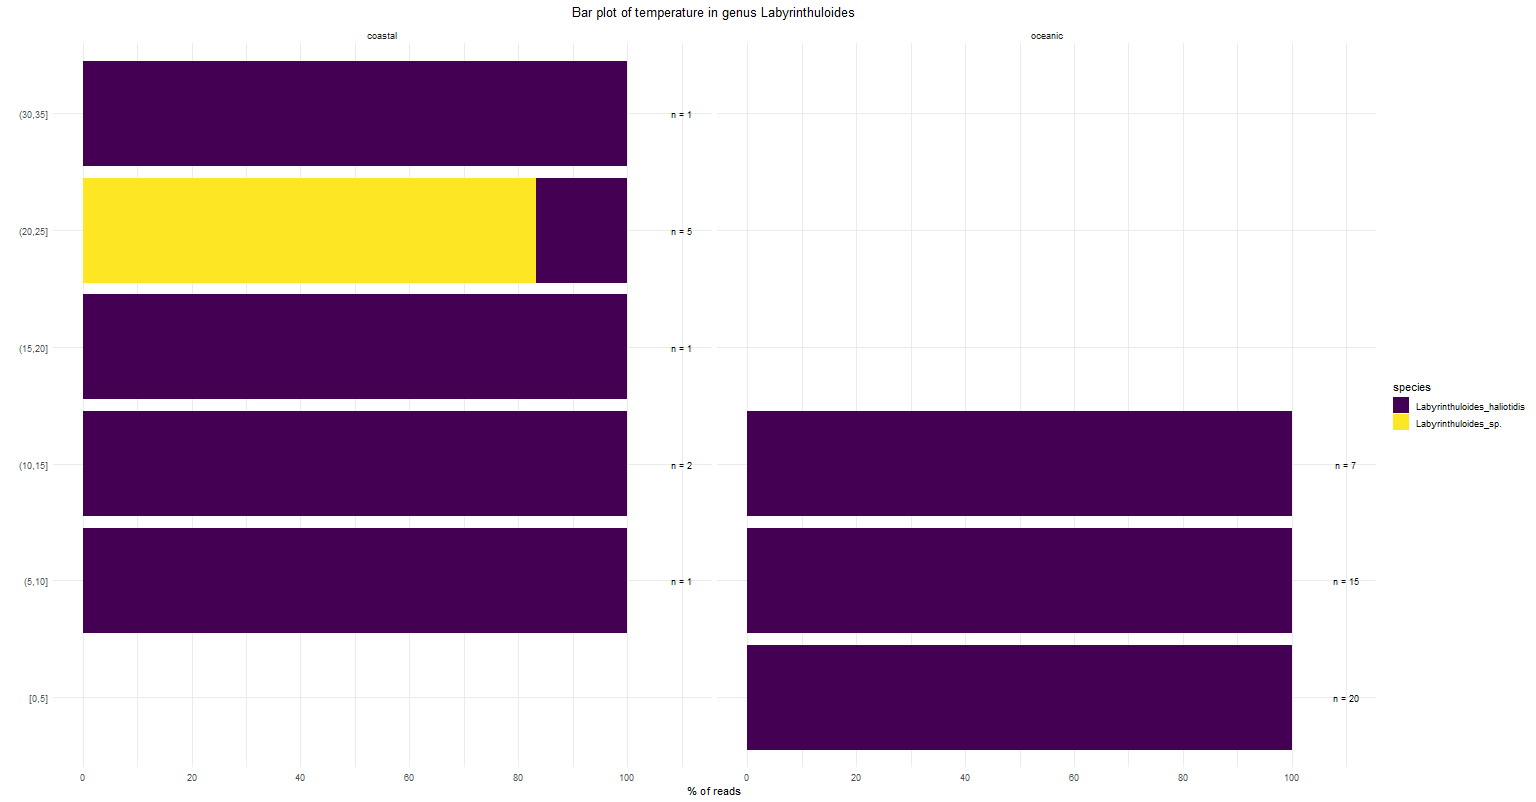 Bar plot of temperature in genus Labyrinthuloides
coastal
oceanic
(30,35]
n = 1
(20,25]
n = 5
(15,20]
n = 1
(10,15]
n = 2
n = 7
(5,10]
n = 1
n = 15
[0,5]
n = 20
0 20 40 60 80 100
0 20 40 60 80 100
% of reads
species
Labyrinthuloides_haliotidis
Labyrinthuloides_sp.